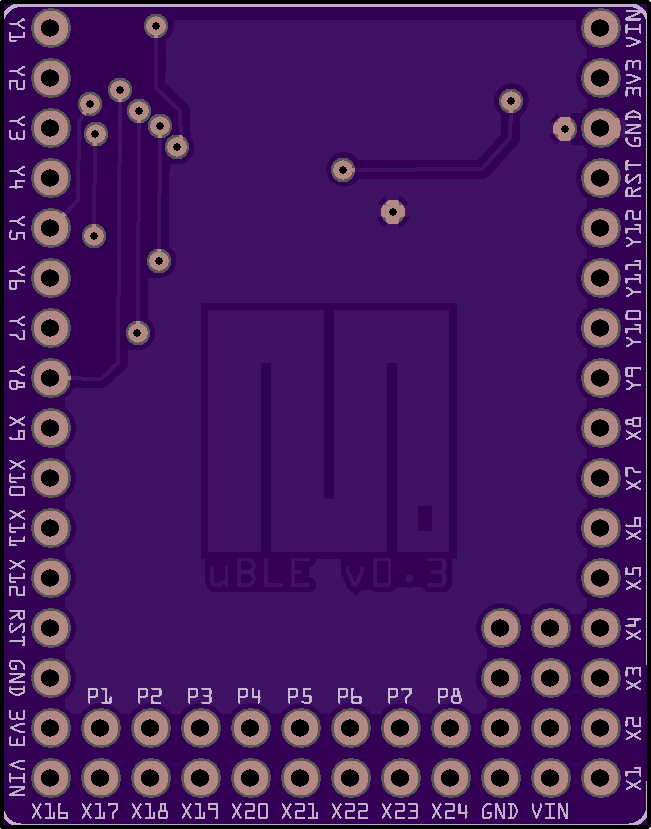 Y1
Y2
Y3
Y4
Y5
Y6
Y7
Y8
X9
X10
X11
X12
RST
GND
3V3
VIN
VIN
3V3
GND
RST
Y12
Y11
Y10
Y9
X8
X7
X6
X5
X4
X3
X2
X1
uBLE v0.3
P1 P2 P3 P4 P5 P6 P7 P8
X16 X17 X18 X19 X20 X21 X22 X23 X24 GND VIN